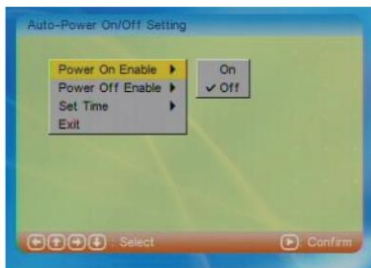 Auto-Power On/Off Setting
Power On Enable
On
Power Off Enable
✓ Off
Set Time
Exit
: Select
: Confirm